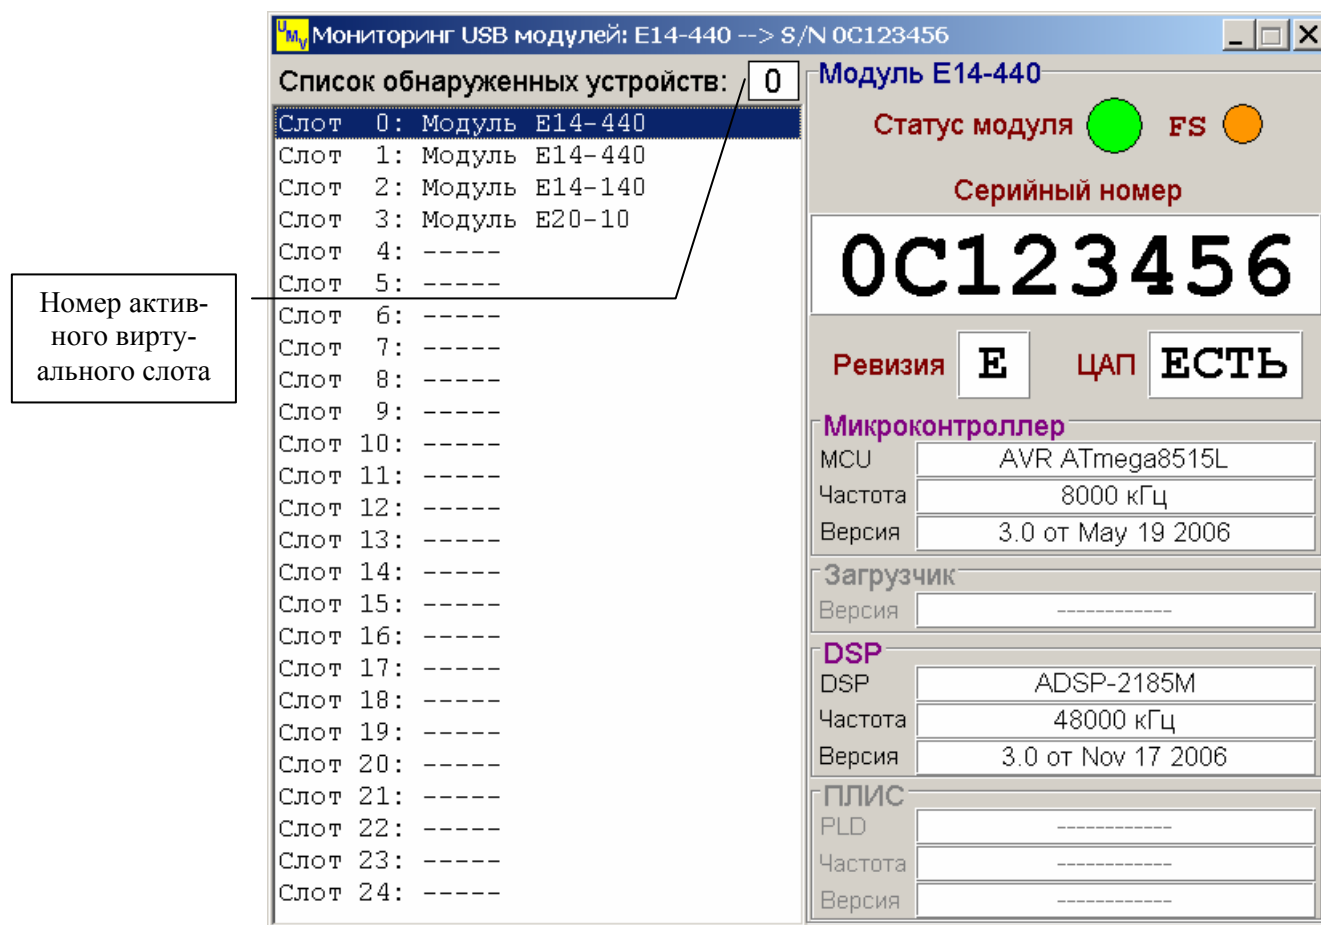 UMV Мониторинг USB модулей: E14-440 --> S/N 0C123456
Список обнаруженных устройств: 0
Слот 0: Модуль E14-440
Слот 1: Модуль E14-440
Слот 2: Модуль E14-140
Слот 3: Модуль E20-10
Слот 4: -----
Слот 5: -----
Слот 6: -----
Слот 7: -----
Слот 8: -----
Слот 9: -----
Слот 10: -----
Слот 11: -----
Слот 12: -----
Слот 13: -----
Слот 14: -----
Слот 15: -----
Слот 16: -----
Слот 17: -----
Слот 18: -----
Слот 19: -----
Слот 20: -----
Слот 21: -----
Слот 22: -----
Слот 23: -----
Слот 24: -----
Номер актив-
ного вирту-
ального слота
Модуль E14-440
Статус модуля FS
Серийный номер
0C123456
Ревизия E ЦАП ЕСТЬ
Микроконтроллер
MCU AVR ATmega8515L
Частота 8000 кГц
Версия 3.0 от May 19 2006
Загрузчик
Версия ------------
DSP
DSP ADSP-2185M
Частота 48000 кГц
Версия 3.0 от Nov 17 2006
ПЛИС
PLD ------------
Частота ------------
Версия ------------